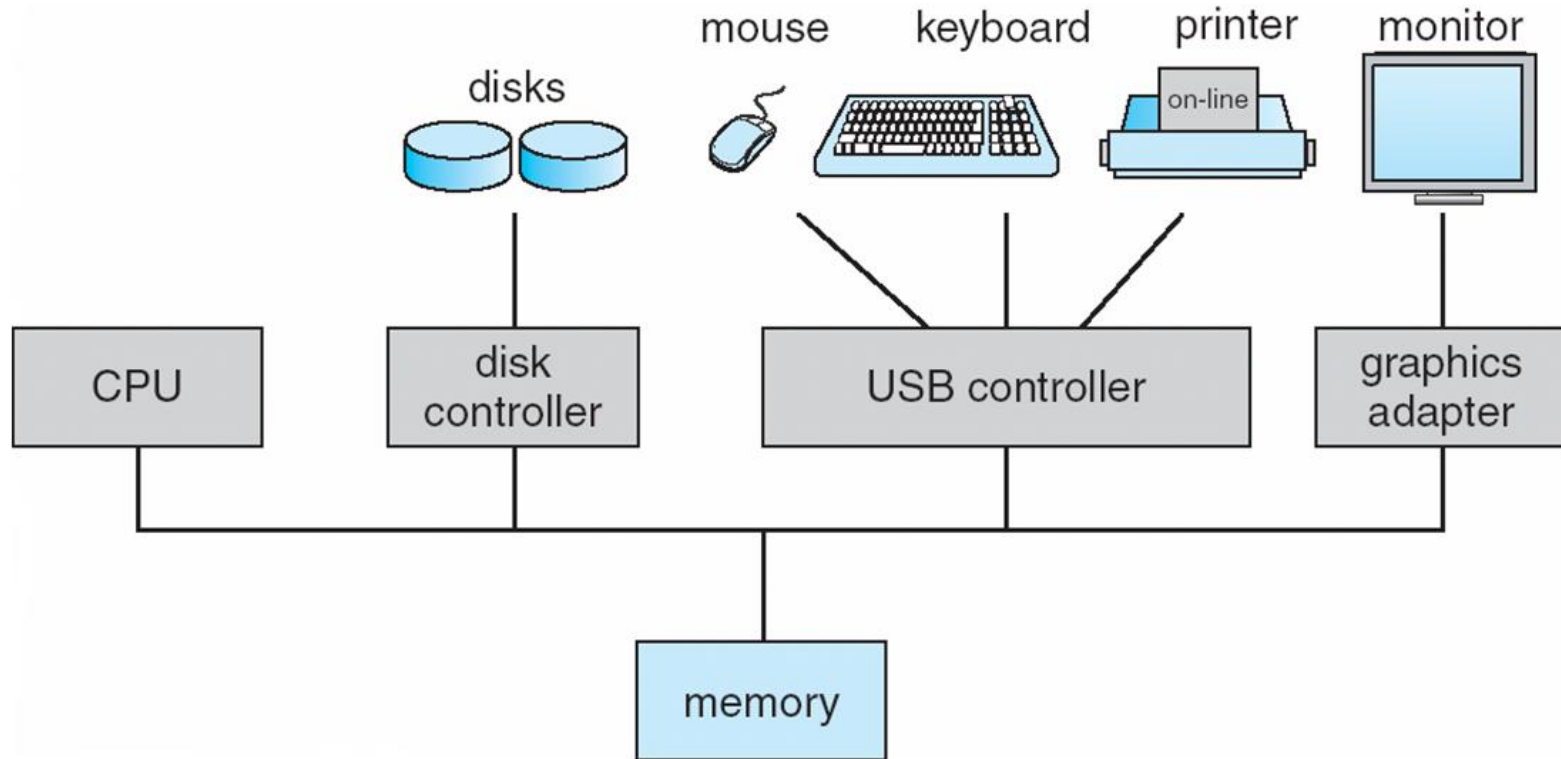 mouse
keyboard
printer
monitor
disks
on-line
CPU
disk
controller
USB controller
graphics
adapter
memory